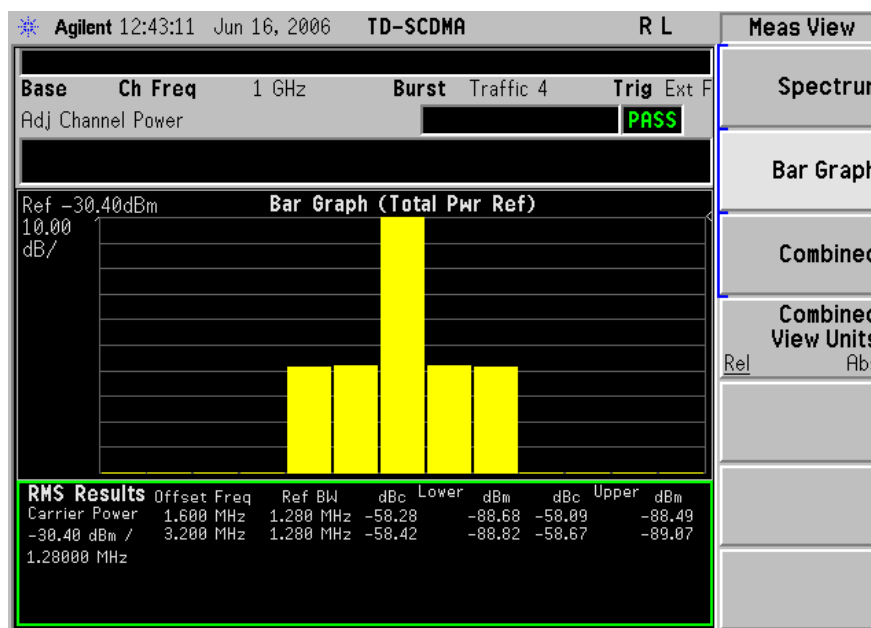 Agilent 12:43:11 Jun 16, 2006 TD-SCDMA R L
Meas View
Base Ch Freq 1 GHz Burst Traffic 4 Trig Ext F
Adj Channel Power PASS
Spectrum
Bar Graph
Combined
Combined
View Units
Rel Abs
Ref -30.40dBm Bar Graph (Total Pwr Ref)
10.00
dB/
RMS Results Offset Freq Ref BW dBc Lower dBm dBc Upper dBm
Carrier Power 1.600 MHz 1.280 MHz -58.28 -88.68 -58.09 -88.49
-30.40 dBm / 3.200 MHz 1.280 MHz -58.42 -88.82 -58.67 -89.07
1.28000 MHz